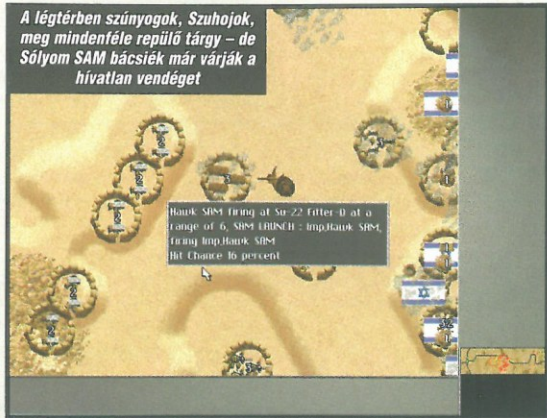 A légtérben szúnyogok, Szuhojok,
meg mindenféle repülő tárgy – de
Sólyom SAM bácsiék már várják a
hívatlan vendéget
Hawk SAM firing at Su-22 Fitter-D at a
range of 6, SAM LAUNCH : Imp.Hawk SAM,
firing Imp.Hawk SAM
Hit Chance 16 percent